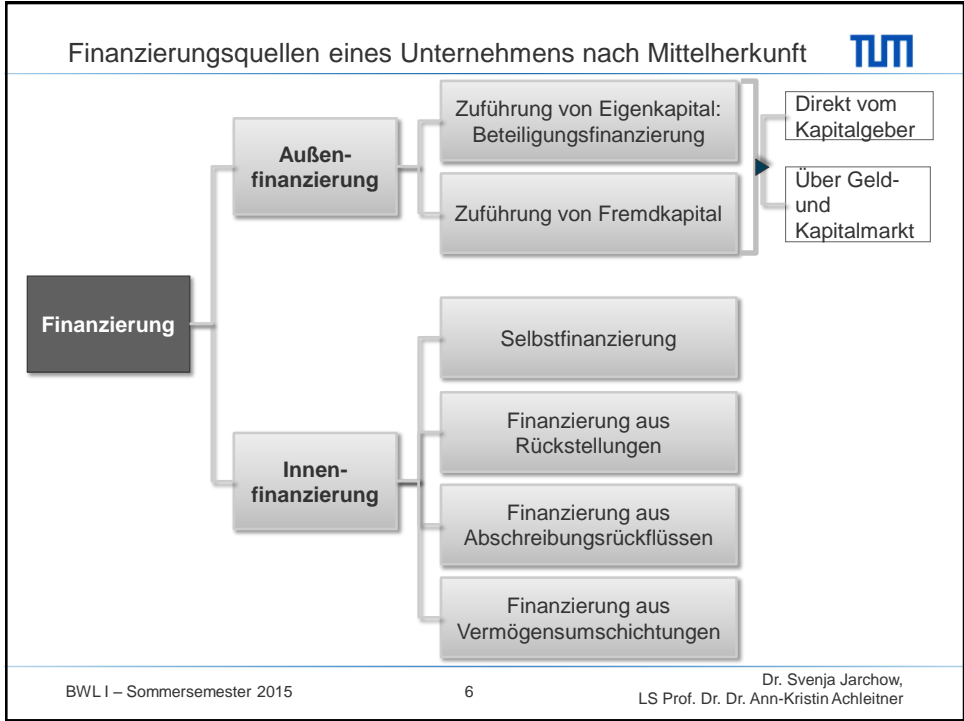 Finanzierungsquellen eines Unternehmens nach Mittelherkunft
TUM
Zuführung von Eigenkapital:
Beteiligungsfinanzierung
Direkt vom
Kapitalgeber
Außen-
finanzierung
Zuführung von Fremdkapital
Über Geld-
und
Kapitalmarkt
Finanzierung
Selbstfinanzierung
Finanzierung aus
Rückstellungen
Innen-
finanzierung
Finanzierung aus
Abschreibungsrückflüssen
Finanzierung aus
Vermögensumschichtungen
BWL I – Sommersemester 2015
6
Dr. Svenja Jarchow,
LS Prof. Dr. Dr. Ann-Kristin Achleitner